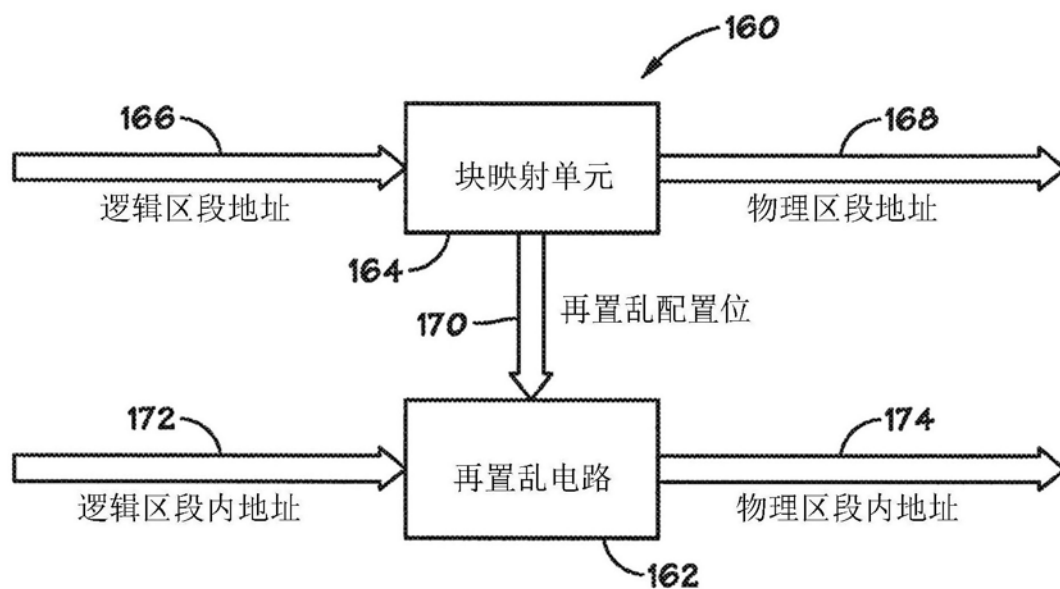 160
166
168
块映射单元
逻辑区段地址
物理区段地址
164
170
再置乱配置位
172
174
再置乱电路
逻辑区段内地址
物理区段内地址
162